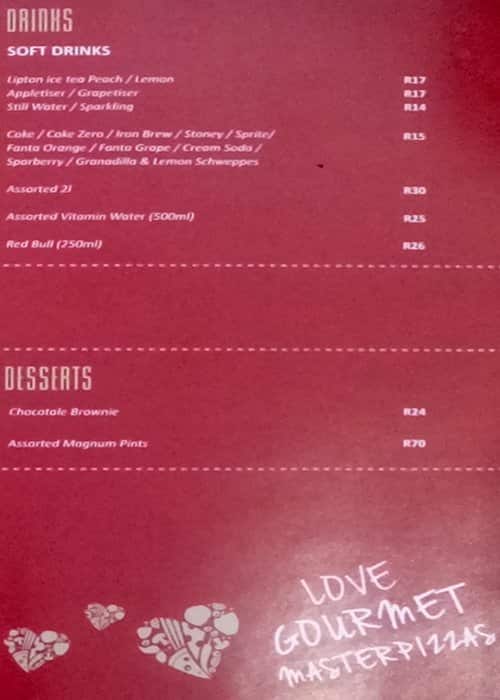 DRINKS
SOFT DRINKS
Lipton ice tea Peach / Lemon R17
Appletiser / Grapetiser R17
Still Water / Sparkling R14
Coke / Coke Zero / Iron Brew / Stoney / Sprite/ R15
Fanta Orange / Fanta Grape / Cream Soda /
Sparberry / Granadilla & Lemon Schweppes
Assorted 2l R30
Assorted Vitamin Water (500ml) R25
Red Bull (250ml) R26
DESSERTS
Chocotale Brownie R24
Assorted Magnum Pints R70
LOVE
GOURMET
MASTERPIZZAS